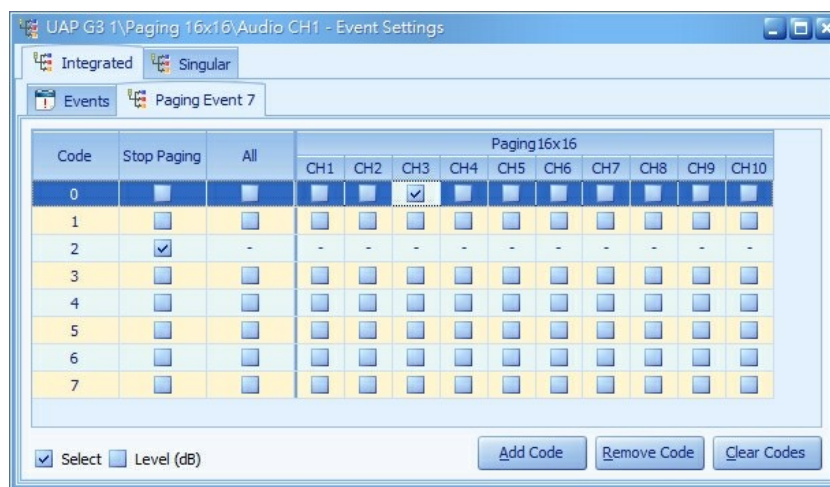 UAP G3 1\Paging 16x16\Audio CH1 - Event Settings
Integrated Singular
Events Paging Event 7
Code Stop Paging All Paging16x16
CH1 CH2 CH3 CH4 CH5 CH6 CH7 CH8 CH9 CH10
0
1
2 - - - - - - - - - - -
3
4
5
6
7
Select Level (dB) Add Code Remove Code Clear Codes